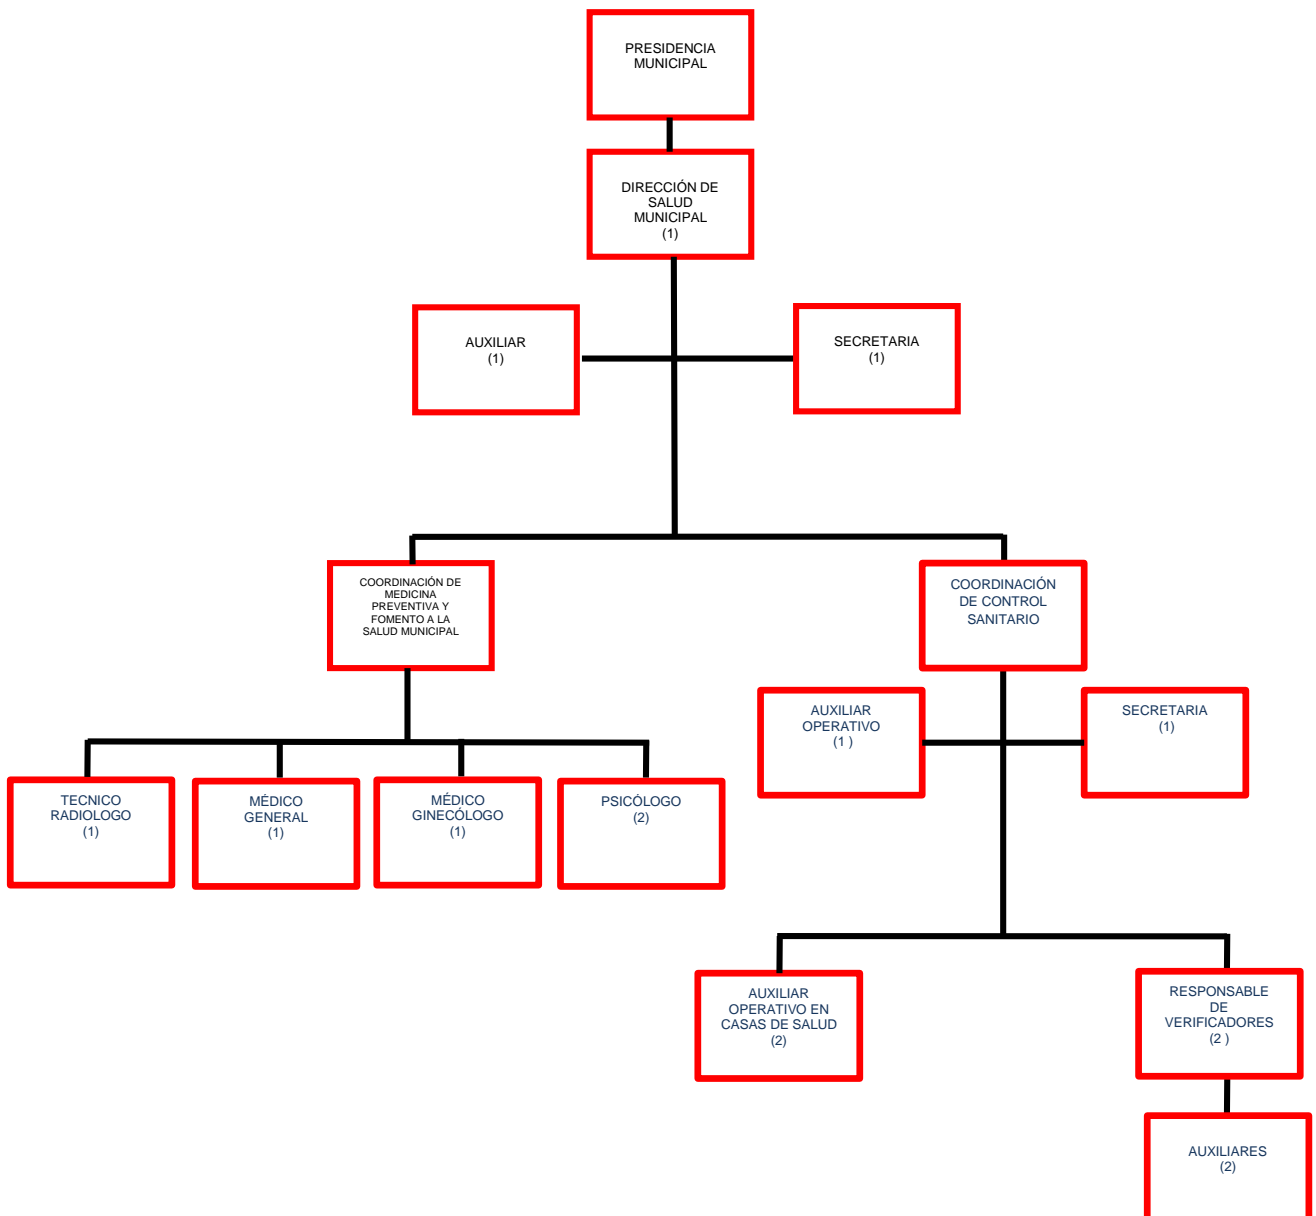 PRESIDENCIA
MUNICIPAL
DIRECCIÓN DE
SALUD
MUNICIPAL
(1)
AUXILIAR
(1)
SECRETARIA
(1)
COORDINACIÓN DE
MEDICINA
PREVENTIVA Y
FOMENTO A LA
SALUD MUNICIPAL
COORDINACIÓN
DE CONTROL
SANITARIO
AUXILIAR
OPERATIVO
(1 )
SECRETARIA
(1)
TECNICO
RADIOLOGO
(1)
MÉDICO
GENERAL
(1)
MÉDICO
GINECÓLOGO
(1)
PSICÓLOGO
(2)
AUXILIAR
OPERATIVO EN
CASAS DE SALUD
(2)
RESPONSABLE
DE
VERIFICADORES
(2 )
AUXILIARES
(2)